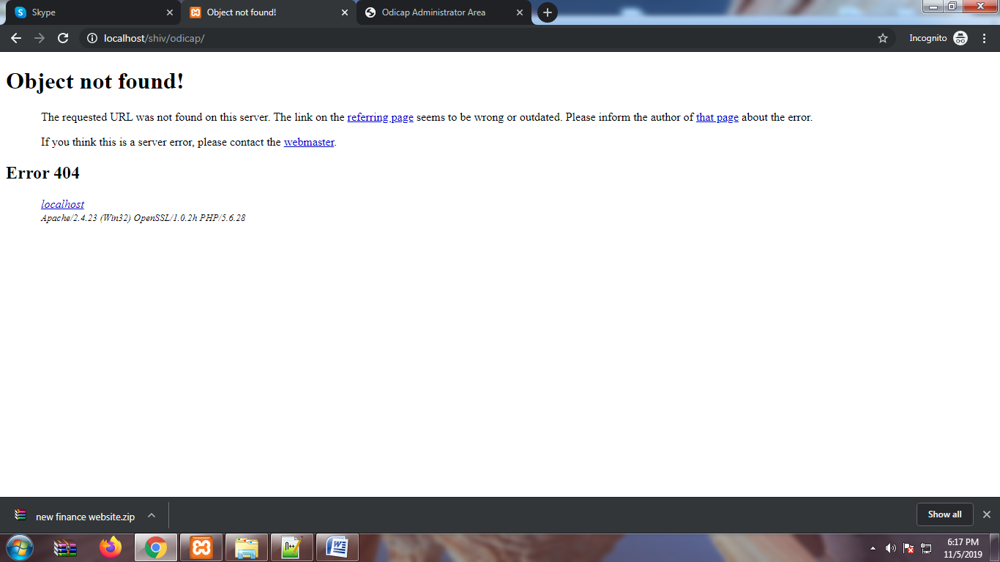 Skype
Object not found!
Odicap Administrator Area
localhost/shiv/odicap/
Incognito
Object not found!
The requested URL was not found on this server. The link on the referring page seems to be wrong or outdated. Please inform the author of that page about the error.
If you think this is a server error, please contact the webmaster.
Error 404
localhost
Apache/2.4.23 (Win32) OpenSSL/1.0.2h PHP/5.6.28
new finance website.zip
Show all
6:17 PM
11/5/2019